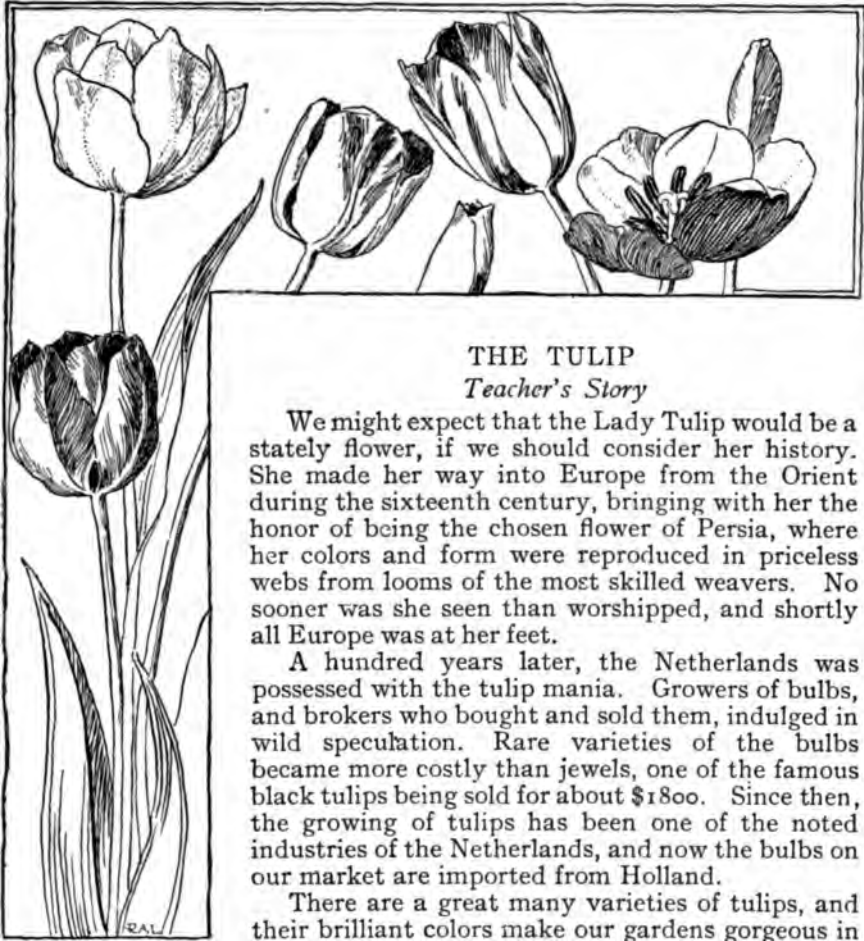 THE TULIP
Teacher's Story
We might expect that the Lady Tulip would be a
stately flower, if we should consider her history.
She made her way into Europe from the Orient
during the sixteenth century, bringing with her the
honor of being the chosen flower of Persia, where
her colors and form were reproduced in priceless
webs from looms of the most skilled weavers. No
sooner was she seen than worshipped, and shortly
all Europe was at her feet.
A hundred years later, the Netherlands was
possessed with the tulip mania. Growers of bulbs,
and brokers who bought and sold them, indulged in
wild speculation. Rare varieties of the bulbs
became more costly than jewels, one of the famous
black tulips being sold for about $1800. Since then,
the growing of tulips has been one of the noted
industries of the Netherlands, and now the bulbs on
our market are imported from Holland.
There are a great many varieties of tulips, and
their brilliant colors make our gardens gorgeous in
R.A.L.